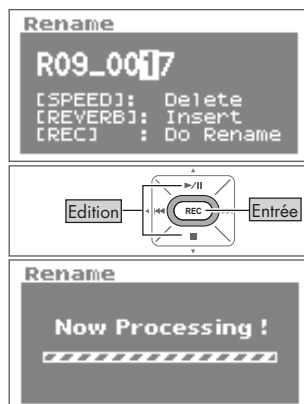 Rename
R09_0017
[SPEED]: Delete
[REVERB]: Insert
[REC] : Do Rename
Edition
REC
Entrée
Rename
Now Processing !